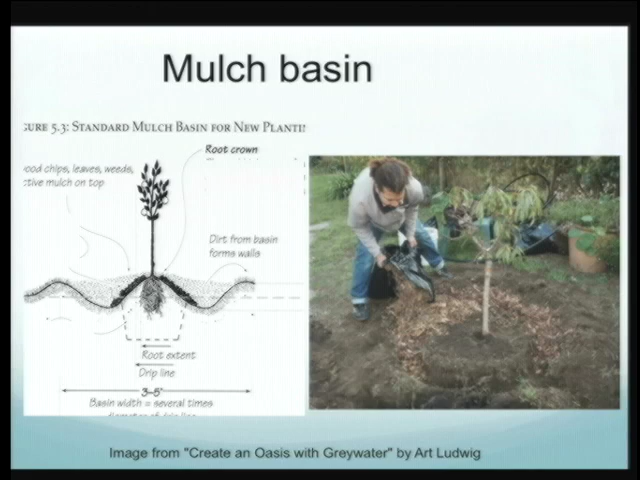 Mulch basin
URE 5.3: STANDARD MULCH BASIN FOR NEW PLANTI
Root crown
ood chips, leaves, weeds,
ctive mulch on top
Dirt from basin
forms walls
Root extent
Drip line
3–5'
Basin width = several times
Image from "Create an Oasis with Greywater" by Art Ludwig